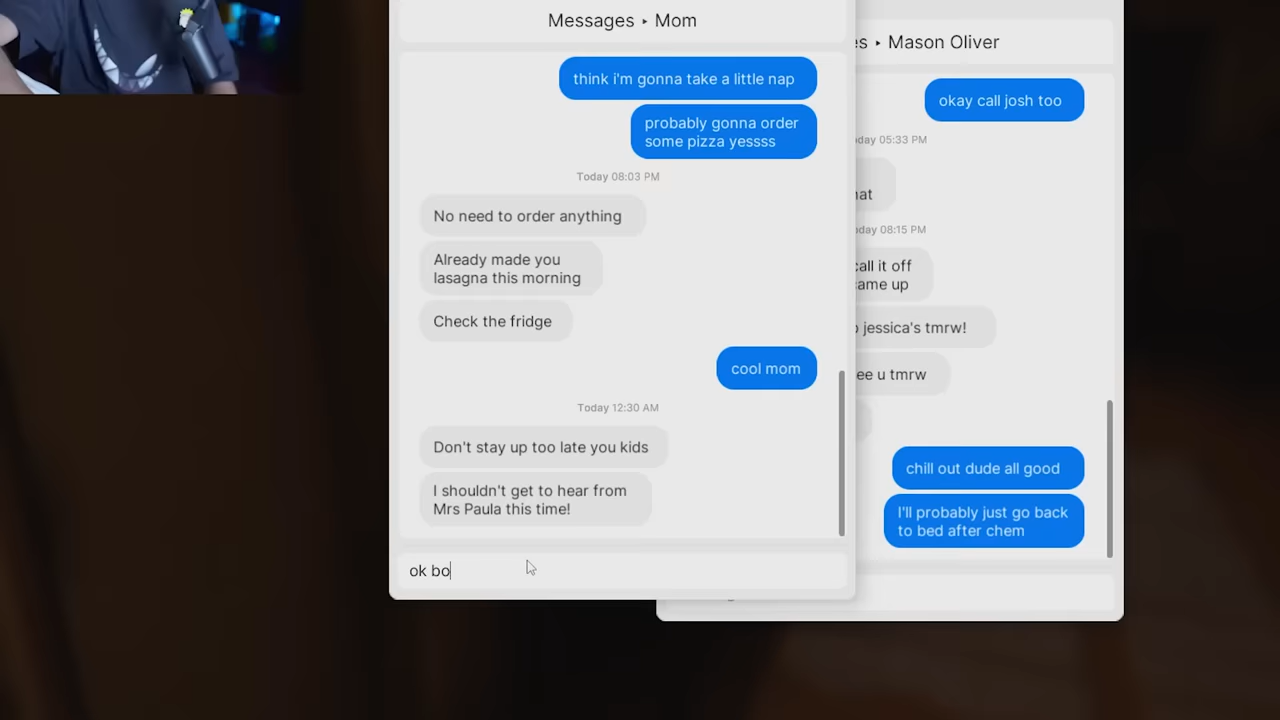 Messages ‣ Mom
think i'm gonna take a little nap
probably gonna order
some pizza yessss
Today 08:03 PM
No need to order anything
Already made you
lasagna this morning
Check the fridge
cool mom
Today 12:30 AM
Don't stay up too late you kids
I shouldn't get to hear from
Mrs Paula this time!
ok bo
es ‣ Mason Oliver
okay call josh too
day 05:33 PM
hat
day 08:15 PM
call it off
ame up
o jessica's tmrw!
ee u tmrw
chill out dude all good
I'll probably just go back
to bed after chem